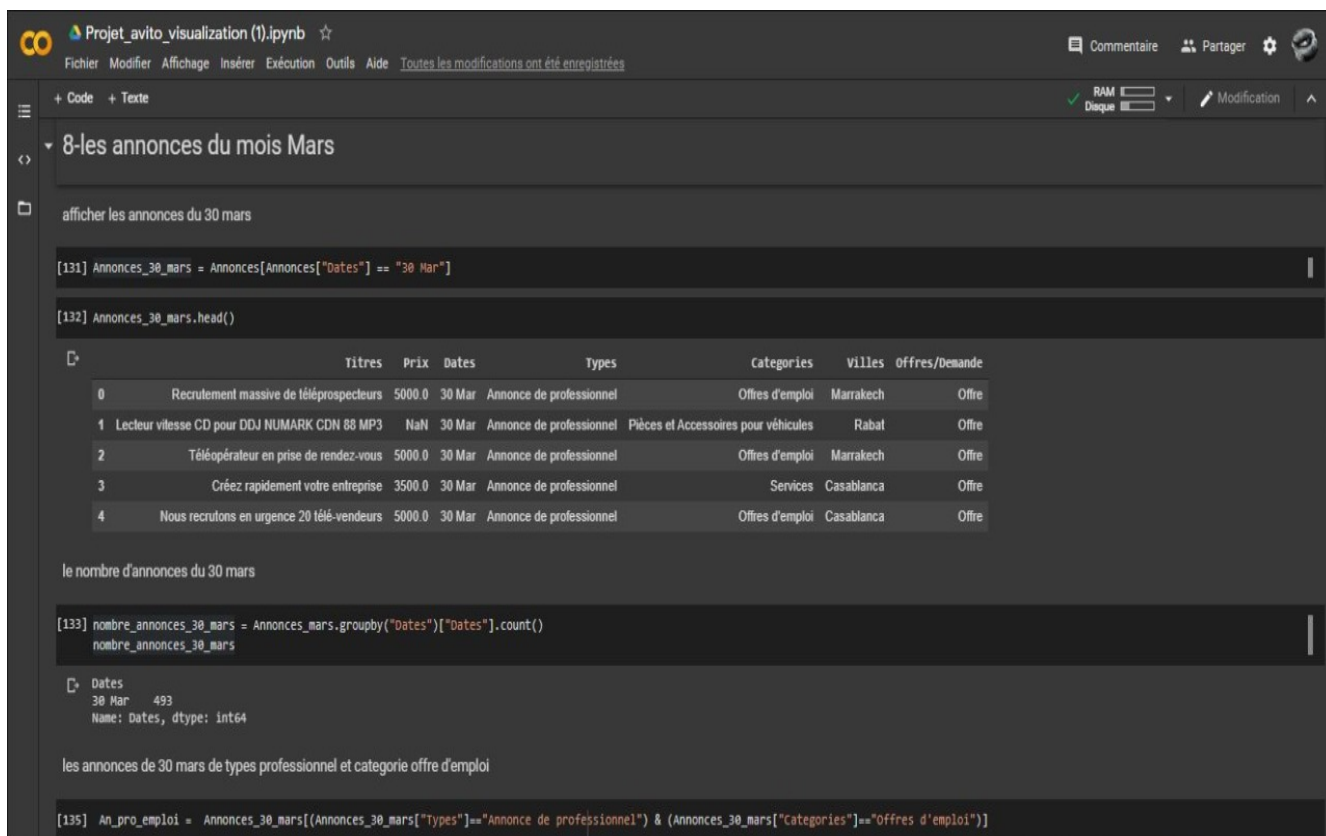 CO
Projet_avito_visualization (1).ipynb
Commentaire Partager
Fichier Modifier Affichage Insérer Exécution Outils Aide Toutes les modifications ont été enregistrées
+ Code + Texte
RAM
Disque
Modification
8-les annonces du mois Mars
afficher les annonces du 30 mars
[131] Annonces_30_mars = Annonces[Annonces["Dates"] == "30 Mar"]
[132] Annonces_30_mars.head()
Titres Prix Dates Types Categories Villes Offres/Demande
0 Recrutement massive de téléprospecteurs 5000.0 30 Mar Annonce de professionnel Offres d'emploi Marrakech Offre
1 Lecteur vitesse CD pour DDJ NUMARK CDN 88 MP3 NaN 30 Mar Annonce de professionnel Pièces et Accessoires pour véhicules Rabat Offre
2 Téléopérateur en prise de rendez-vous 5000.0 30 Mar Annonce de professionnel Offres d'emploi Marrakech Offre
3 Créez rapidement votre entreprise 3500.0 30 Mar Annonce de professionnel Services Casablanca Offre
4 Nous recrutons en urgence 20 télé-vendeurs 5000.0 30 Mar Annonce de professionnel Offres d'emploi Casablanca Offre
le nombre d'annonces du 30 mars
[133] nombre_annonces_30_mars = Annonces_mars.groupby("Dates")["Dates"].count()
nombre_annonces_30_mars
Dates
30 Mar 493
Name: Dates, dtype: int64
les annonces de 30 mars de types professionnel et categorie offre d'emploi
[135] An_pro_emploi = Annonces_30_mars[(Annonces_30_mars["Types"]=="Annonce de professionnel") & (Annonces_30_mars["Categories"]=="Offres d'emploi")]